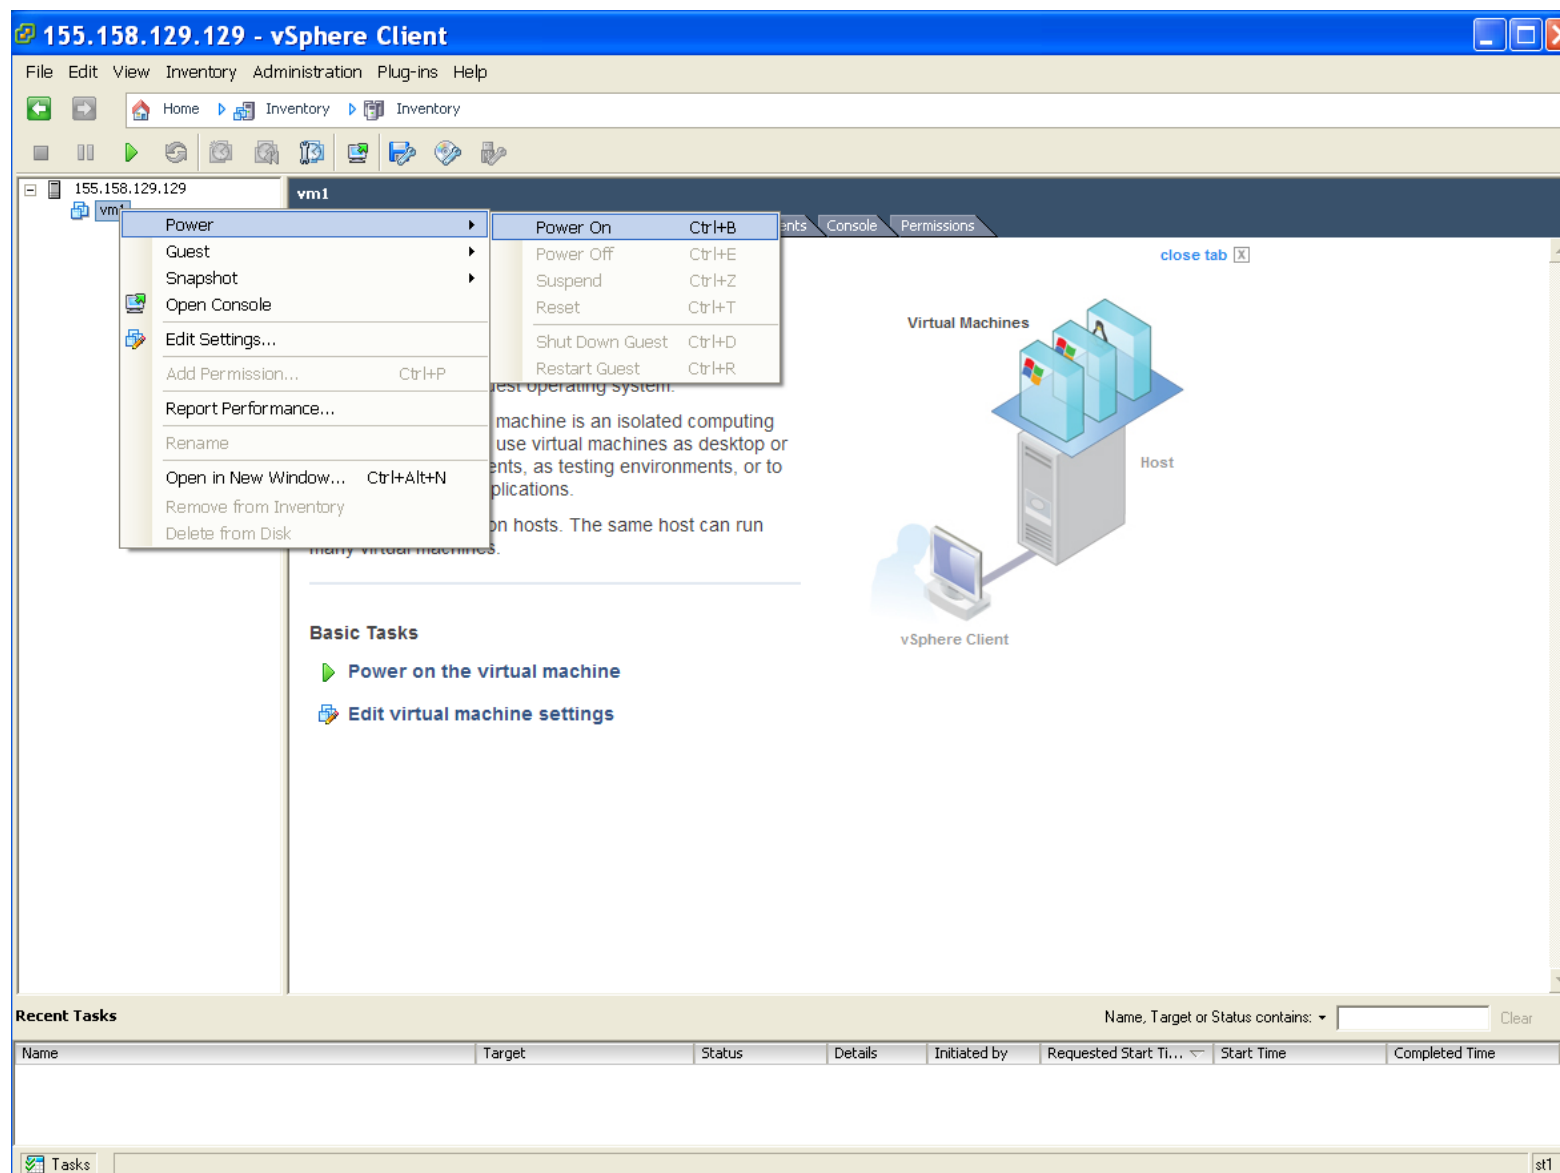 155.158.129.129 - vSphere Client
File Edit View Inventory Administration Plug-ins Help
Home Inventory Inventory
155.158.129.129
vm1
vm1
Console Permissions
close tab
Power
Guest
Snapshot
Open Console
Edit Settings...
Add Permission... Ctrl+P
Report Performance...
Rename
Open in New Window... Ctrl+Alt+N
Remove from Inventory
Delete from Disk
Power On Ctrl+B
Power Off Ctrl+E
Suspend Ctrl+Z
Reset Ctrl+T
Shut Down Guest Ctrl+D
Restart Guest Ctrl+R
operating system.
machine is an isolated computing
use virtual machines as desktop or
as testing environments, or to
on hosts. The same host can run
many virtual machines.
Virtual Machines
Host
vSphere Client
Basic Tasks
Power on the virtual machine
Edit virtual machine settings
Recent Tasks
Name, Target or Status contains:
Clear
Name Target Status Details Initiated by Requested Start Ti... Start Time Completed Time
Tasks
st1